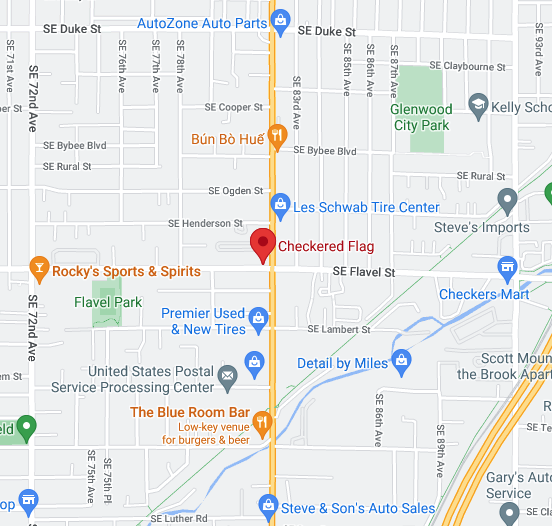 AutoZone Auto Parts
SE Duke St
SE Duke St
SE 71st Ave
SE 72nd Ave
SE 76th Ave
SE 77th Ave
SE 78th Ave
SE 83rd Ave
SE 85th Ave
SE 86th Ave
SE 87th Ave
SE 93rd Ave
SE Claybourne St
SE Cooper St
Glenwood
City Park
Kelly Scho
Bún Bò Huế
SE Bybee Blvd
SE Bybee Blvd
SE Rural St
SE Rural St
SE Ogden St
Les Schwab Tire Center
SE Henderson St
Steve's Imports
Checkered Flag
Rocky's Sports & Spirits
SE Flavel St
Checkers Mart
Flavel Park
SE 72nd Ave
Premier Used
& New Tires
SE Lambert St
United States Postal
Service Processing Center
Detail by Miles
Scott Moun
the Brook Apart
em St
The Blue Room Bar
Low-key venue
for burgers & beer
SE 86th Ave
SE 89th Ave
eld
R
SE Te
SE 75th Ave
SE 75th Pl
Gary's Auto
Service
op
SE Luther Rd
Steve & Son's Auto Sales
SE Cl